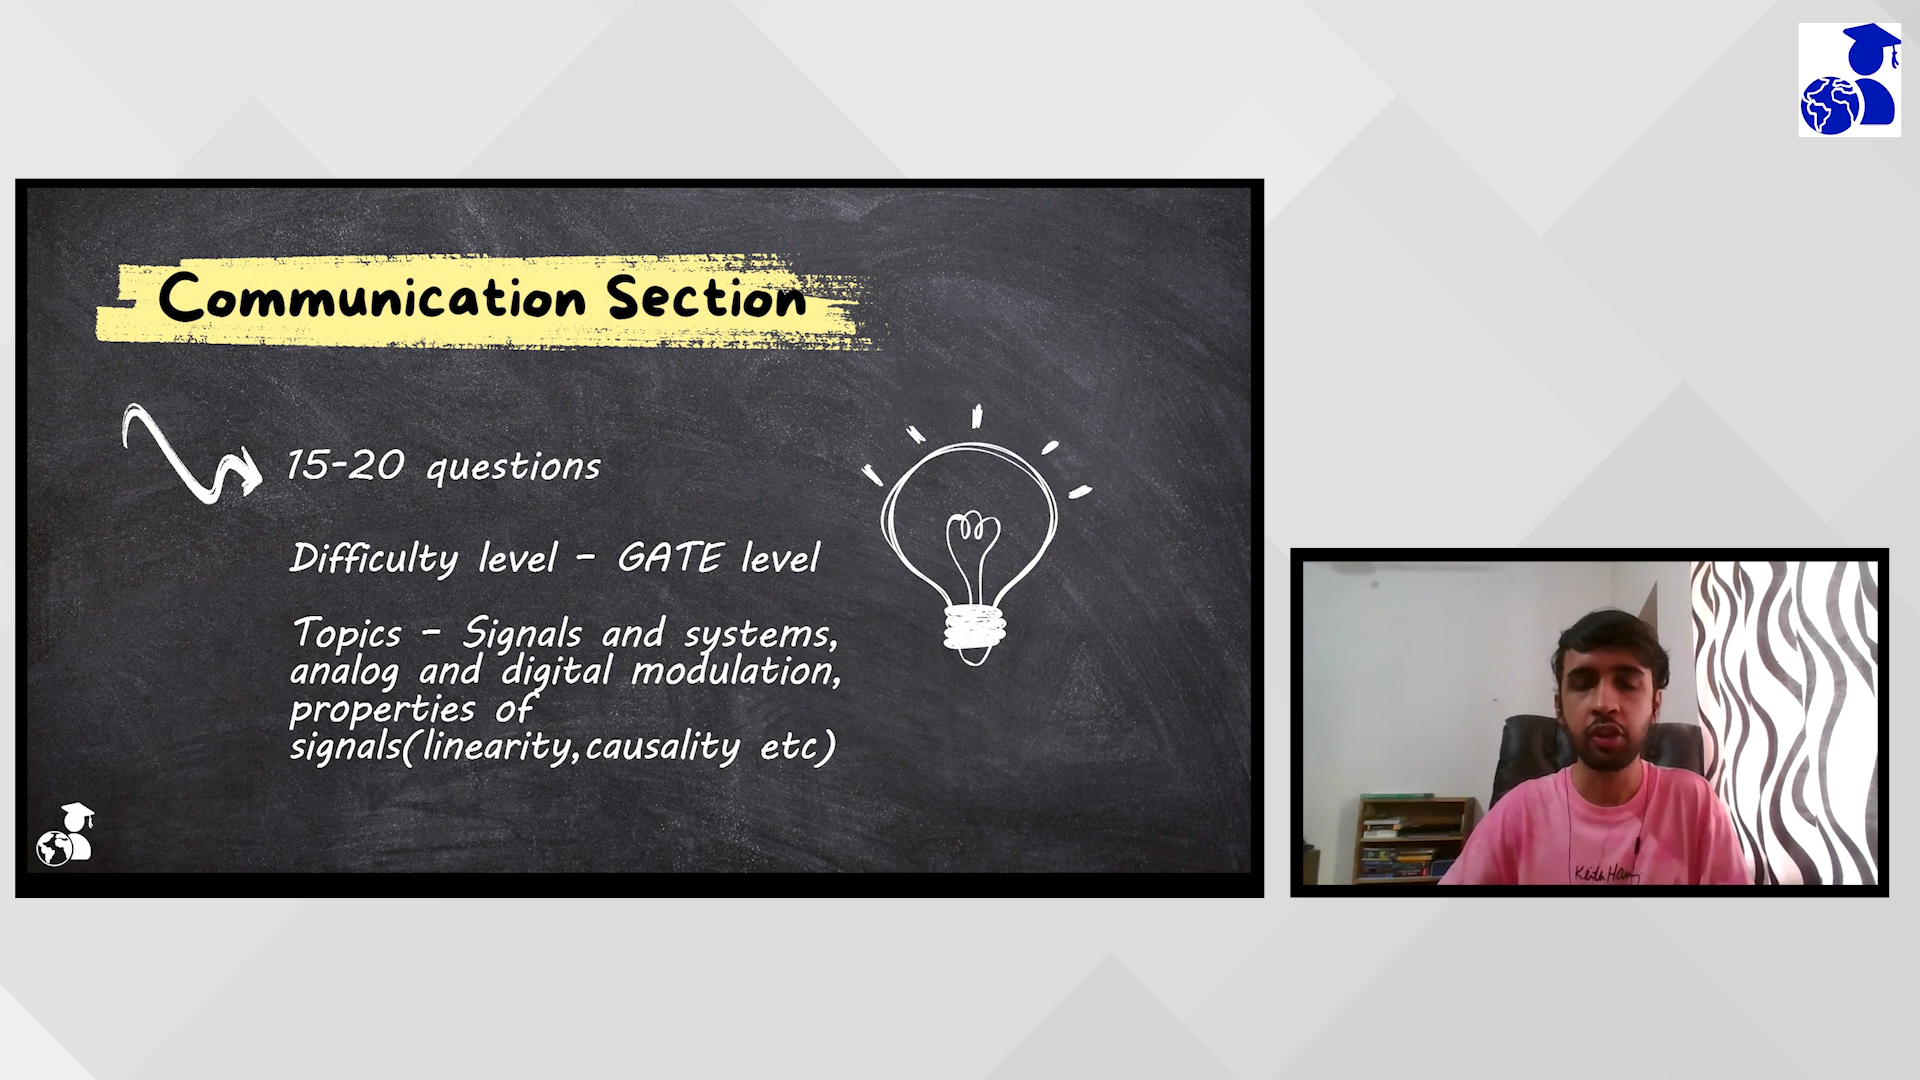 Communication Section
15-20 questions
Difficulty level - GATE level
Topics - Signals and systems,
analog and digital modulation,
properties of
signals(linearity,causality etc)